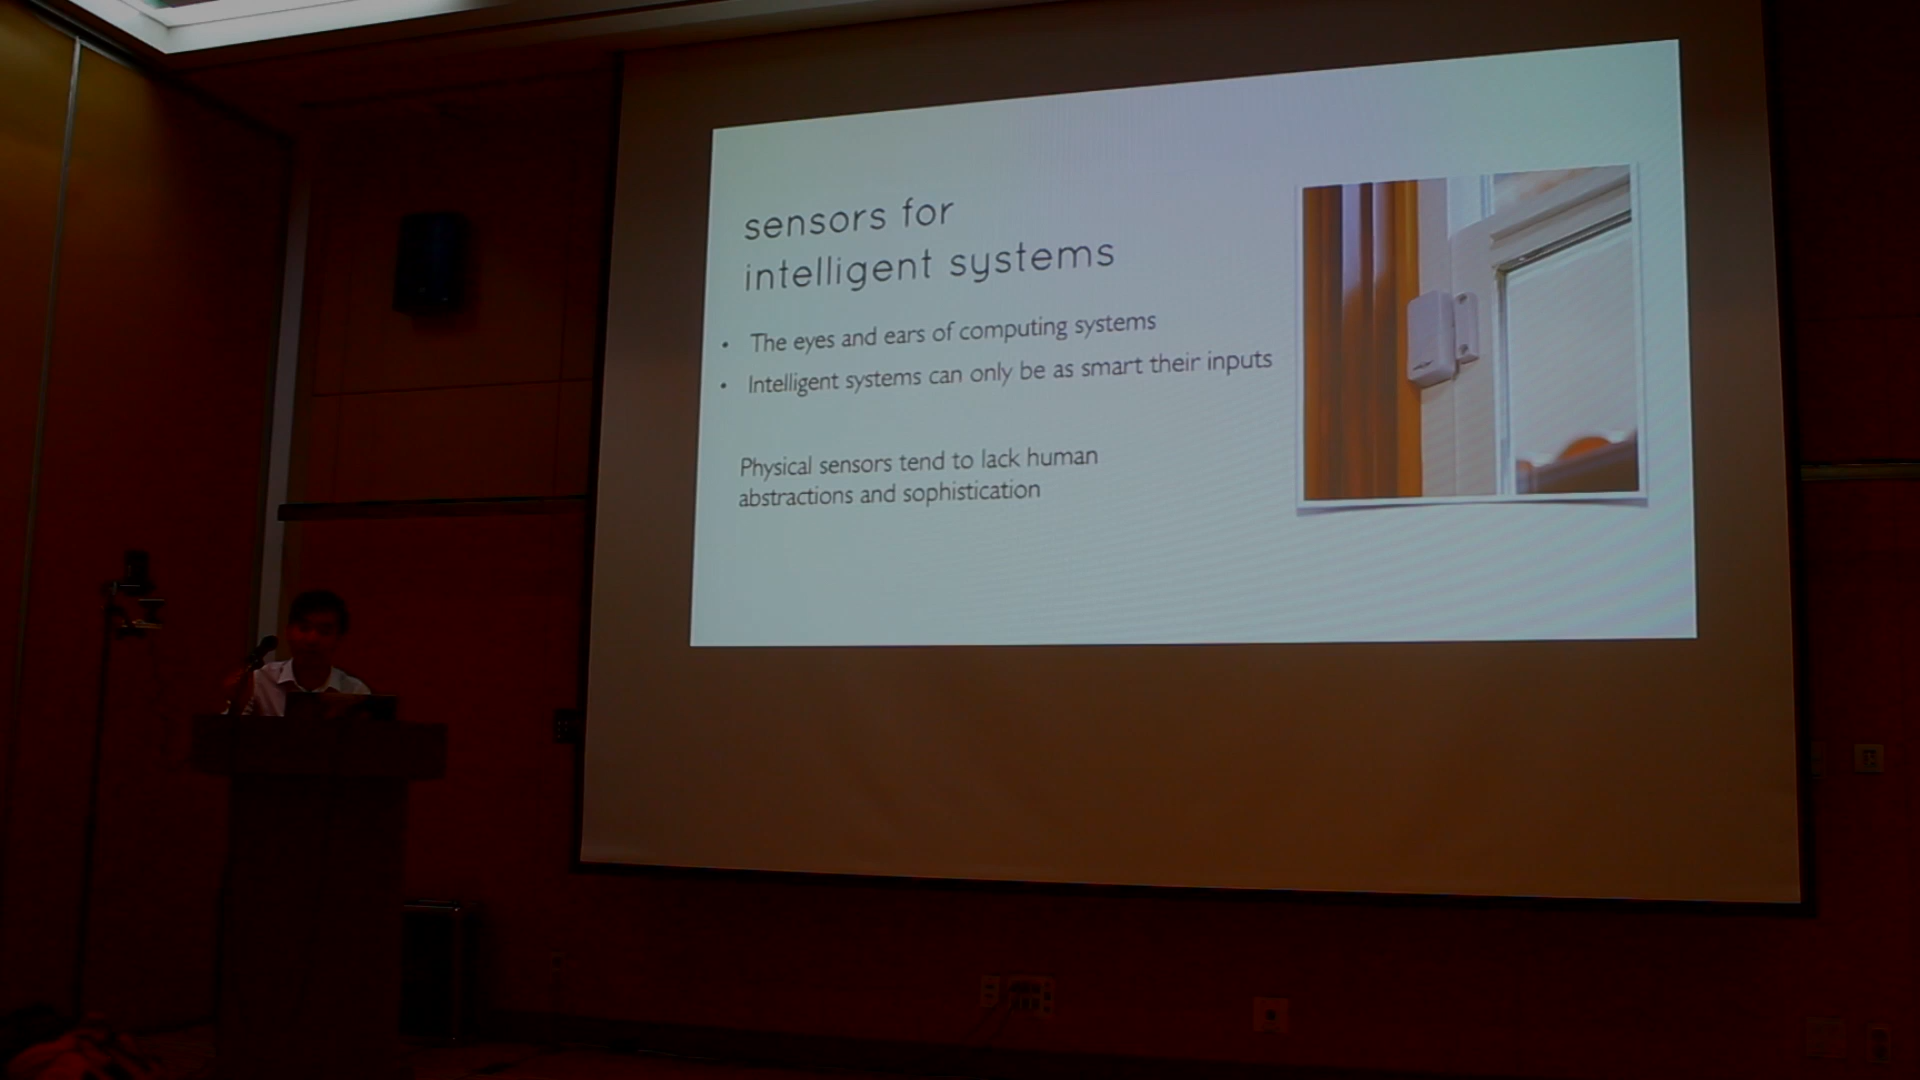 sensors for
intelligent systems
• The eyes and ears of computing systems
• Intelligent systems can only be as smart their inputs
Physical sensors tend to lack human
abstractions and sophistication